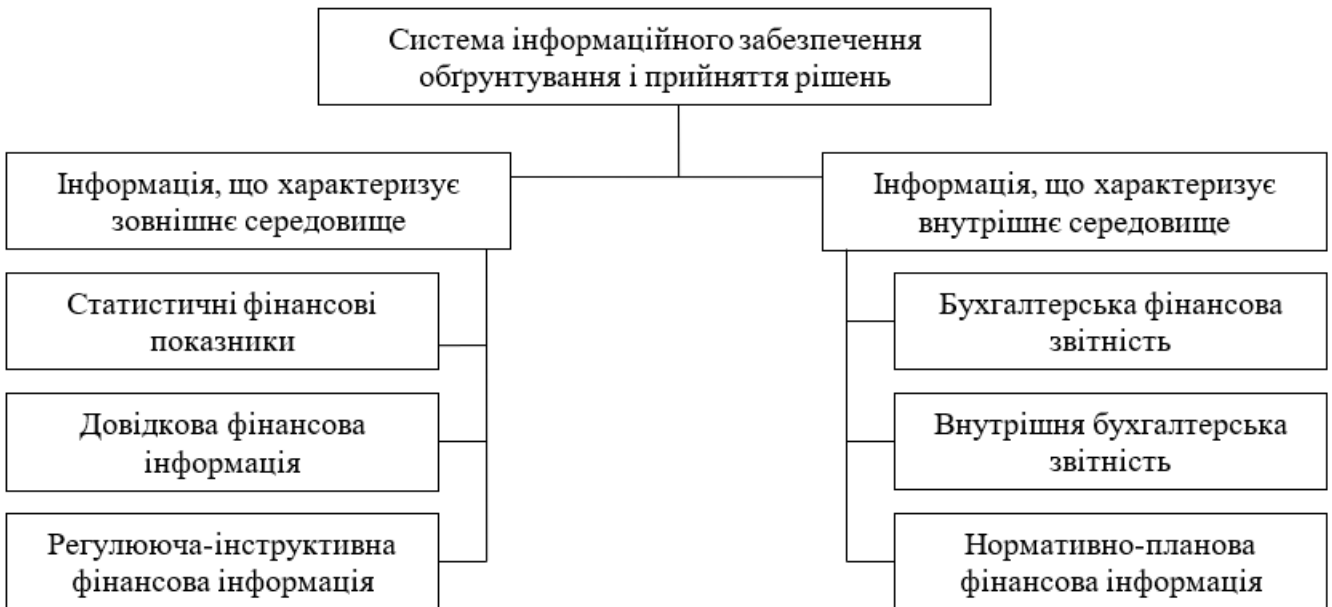 Система інформаційного забезпечення
обґрунтування і прийняття рішень
Інформація, що характеризує
зовнішнє середовище
Інформація, що характеризує
внутрішнє середовище
Статистичні фінансові
показники
Бухгалтерська фінансова
звітність
Довідкова фінансова
інформація
Внутрішня бухгалтерська
звітність
Регулююча-інструктивна
фінансова інформація
Нормативно-планова
фінансова інформація